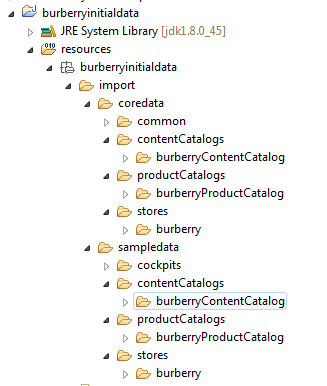 burberryinitialdata
JRE System Library [jdk1.8.0_45]
resources
burberryinitialdata
import
coredata
common
contentCatalogs
burberryContentCatalog
productCatalogs
burberryProductCatalog
stores
burberry
sampledata
cockpits
contentCatalogs
burberryContentCatalog
productCatalogs
burberryProductCatalog
stores
burberry